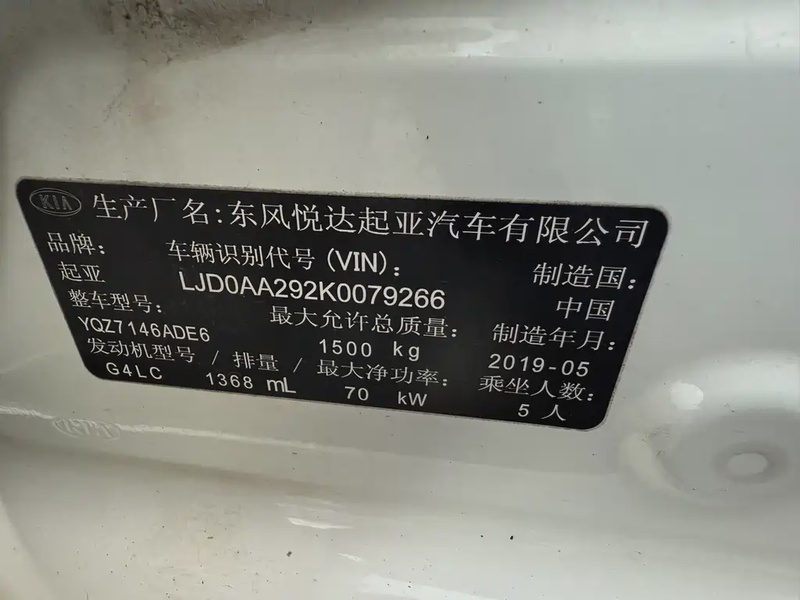 KIA 生产厂名:东风悦达起亚汽车有限公司
品牌: 车辆识别代号(VIN): 制造国:
起亚 LJD0AA292K0079266 中国
整车型号: 最大允许总质量: 制造年月:
YQZ7146ADE6 1500 kg 2019-05
发动机型号 / 排量 / 最大净功率: 乘坐人数:
G4LC 1368 mL 70 kW 5 人